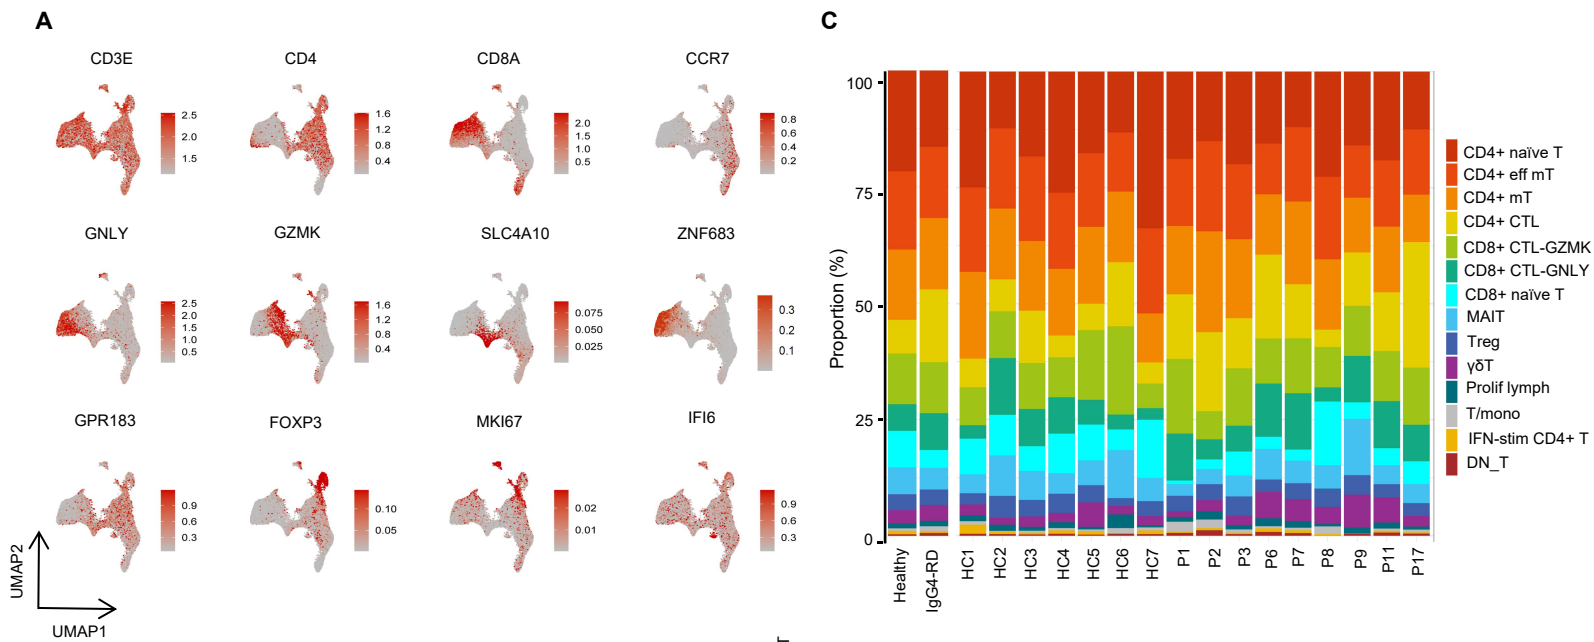 A
C
CD3E
CD4
CD8A
CCR7
2.5
2.0
1.5
1.6
1.2
0.8
0.4
2.0
1.5
1.0
0.5
0.8
0.6
0.4
0.2
GNLY
GZMK
SLC4A10
ZNF683
2.5
2.0
1.5
1.0
0.5
1.6
1.2
0.8
0.4
0.075
0.050
0.025
0.3
0.2
0.1
GPR183
FOXP3
MKI67
IFI6
0.9
0.6
0.3
0.10
0.05
0.02
0.01
0.9
0.6
0.3
UMAP2
UMAP1
T
Proportion (%)
100
75
50
25
0
Healthy
IgG4-RD
HC1
HC2
HC3
HC4
HC5
HC6
HC7
P1
P2
P3
P6
P7
P8
P9
P11
P17
CD4+ naïve T
CD4+ eff mT
CD4+ mT
CD4+ CTL
CD8+ CTL-GZMK
CD8+ CTL-GNLY
CD8+ naïve T
MAIT
Treg
γδT
Prolif lymph
T/mono
IFN-stim CD4+ T
DN_T